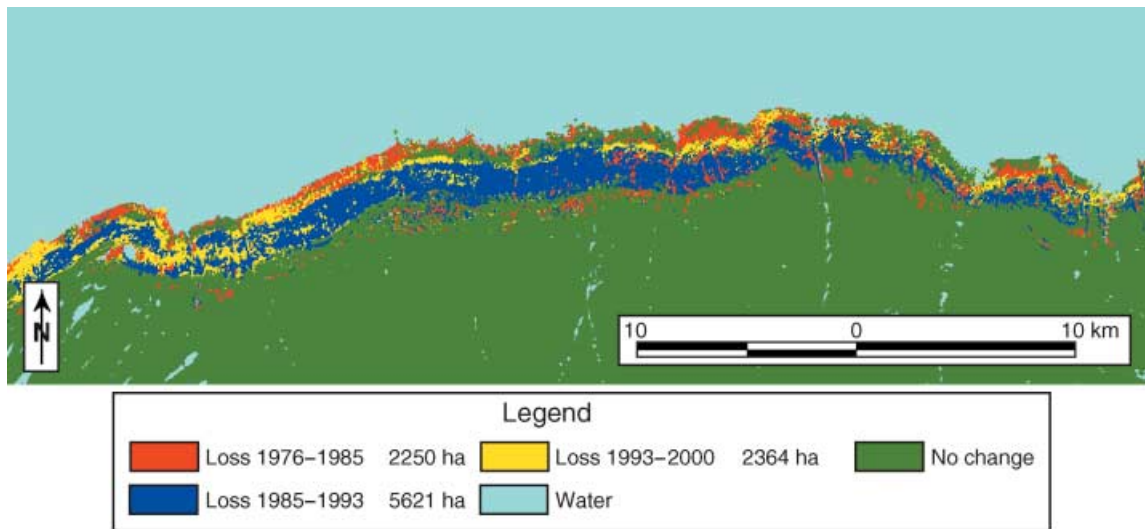 N
10 0 10 km
Legend
Loss 1976–1985 2250 ha Loss 1993–2000 2364 ha No change
Loss 1985–1993 5621 ha Water